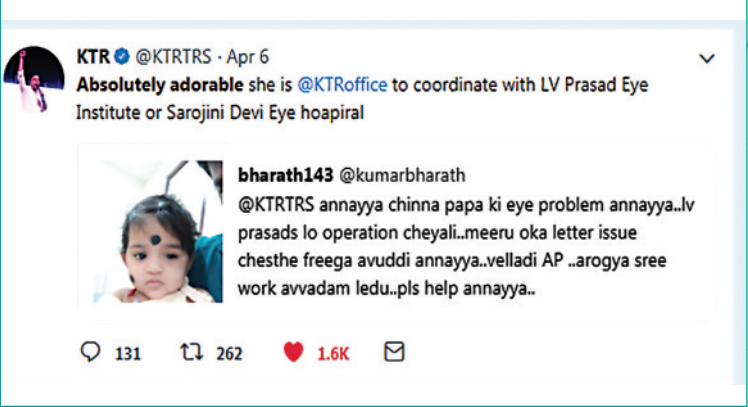 KTR @KTRTRS · Apr 6
Absolutely adorable she is @KTRoffice to coordinate with LV Prasad Eye
Institute or Sarojini Devi Eye hoapiral
bharath143 @kumarbharath
@KTRTRS annayya chinna papa ki eye problem annayya..lv
prasads lo operation cheyali..meeru oka letter issue
chesthe freega avuddi annayya..velladi AP ..arogya sree
work avvadam ledu..pls help annayya..
131 262 1.6K